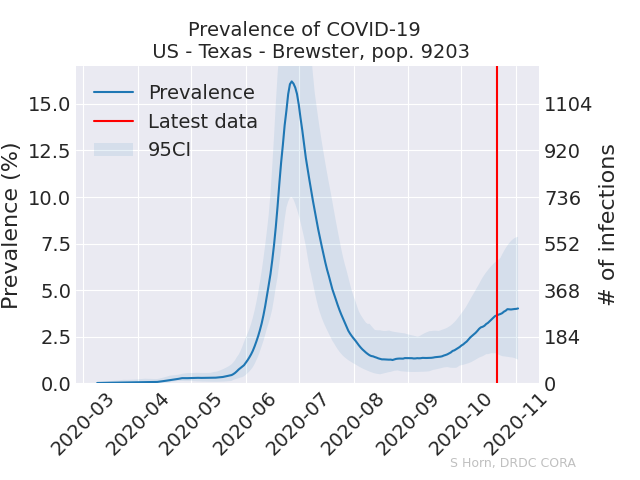 Prevalence of COVID-19
US - Texas - Brewster, pop. 9203
Prevalence
Latest data
95CI
Prevalence (%)
15.0
12.5
10.0
7.5
5.0
2.5
0.0
1104
920
736
552
368
184
0
# of infections
2020-03
2020-04
2020-05
2020-06
2020-07
2020-08
2020-09
2020-10
2020-11
S Horn, DRDC CORA